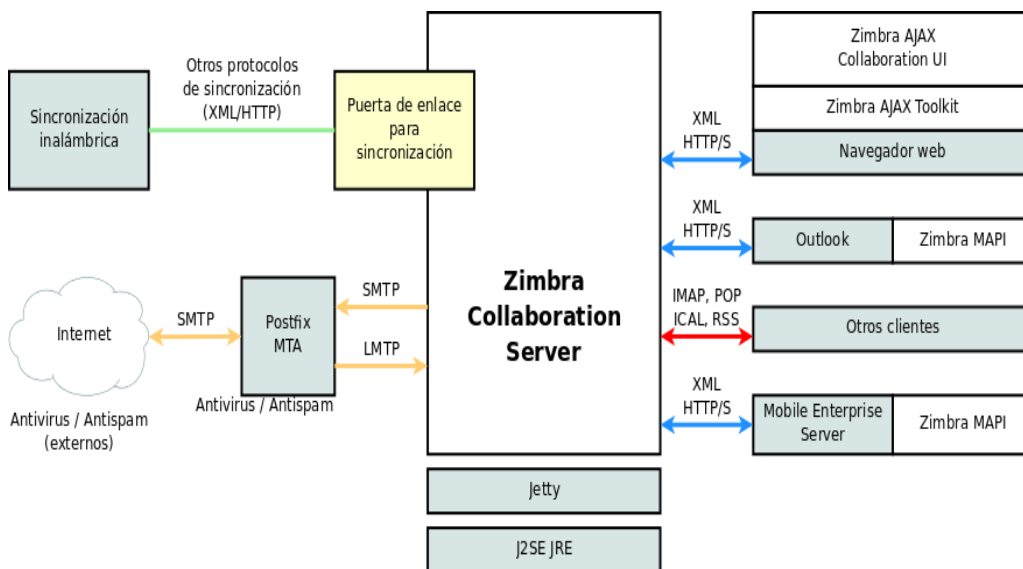 Zimbra AJAX
Collaboration UI
Otros protocolos
de sincronización
(XML/HTTP)
Sincronización
inalámbrica
Puerta de enlace
para
sincronización
Zimbra AJAX Toolkit
XML
HTTP/S
Navegador web
XML
HTTP/S
Outlook
Zimbra MAPI
Zimbra
Collaboration
Server
Internet
SMTP
Postfix
MTA
SMTP
LMTP
IMAP, POP
ICAL, RSS
Otros clientes
Antivirus / Antispam
(externos)
Antivirus / Antispam
XML
HTTP/S
Mobile Enterprise
Server
Zimbra MAPI
Jetty
J2SE JRE